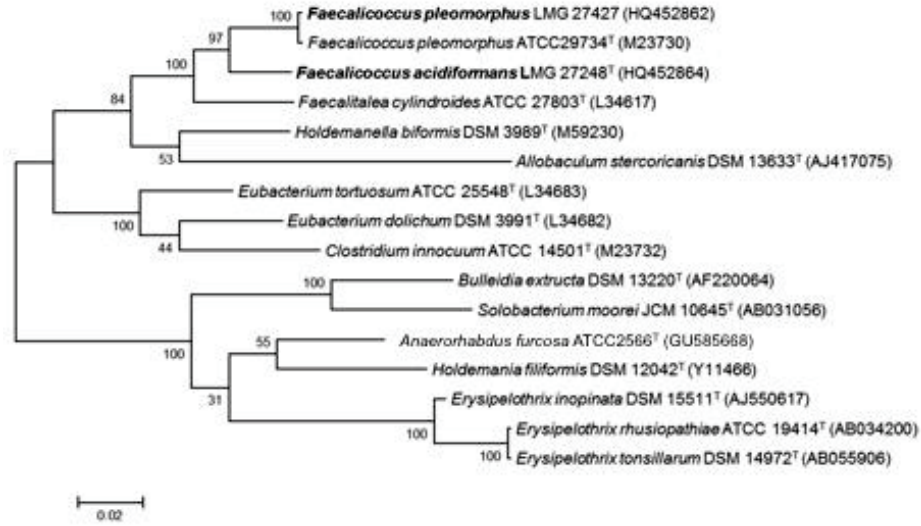 100 Faecalicoccus pleomorphus LMG 27427 (HQ452862)
97 Faecalicoccus pleomorphus ATCC29734ᵀ (M23730)
100 Faecalicoccus acidiformans LMG 27248ᵀ (HQ452864)
84 Faecalitalea cylindroides ATCC 27803ᵀ (L34617)
Holdemanella biformis DSM 3989ᵀ (M59230)
53 Allobaculum stercoricanis DSM 13633ᵀ (AJ417075)
Eubacterium tortuosum ATCC 25548ᵀ (L34683)
100 Eubacterium dolichum DSM 3991ᵀ (L34682)
44 Clostridium innocuum ATCC 14501ᵀ (M23732)
100 Bulleidia extructa DSM 13220ᵀ (AF220064)
Solobacterium moorei JCM 10645ᵀ (AB031056)
100 55 Anaerorhabdus furcosa ATCC2566ᵀ (GU585668)
Holdemania filiformis DSM 12042ᵀ (Y11466)
31 Erysipelothrix inopinata DSM 15511ᵀ (AJ550617)
100 Erysipelothrix rhusiopathiae ATCC 19414ᵀ (AB034200)
100 Erysipelothrix tonsillarum DSM 14972ᵀ (AB055906)
0.02